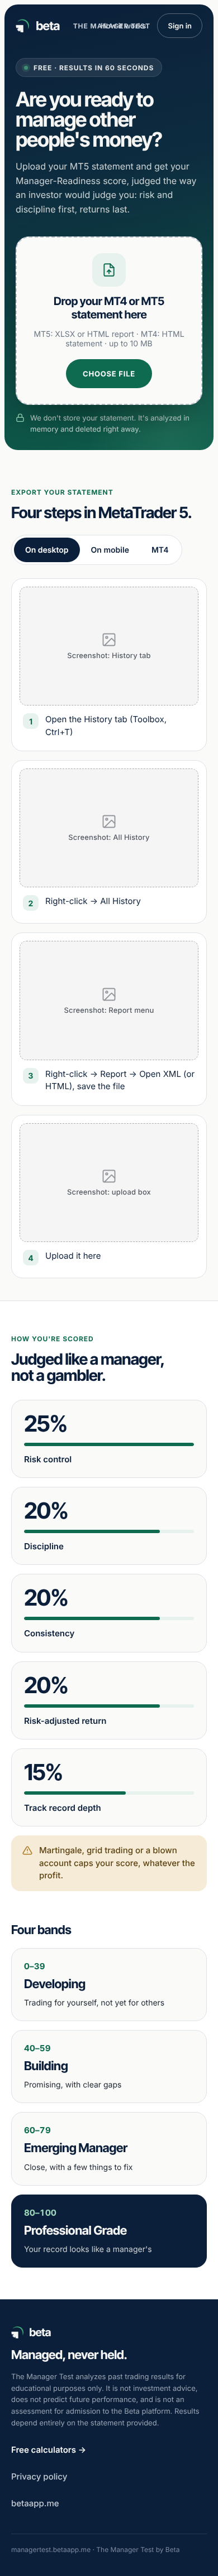 beta
THE MANAGER TEST
Sign in
FREE · RESULTS IN 60 SECONDS
Are you ready to
manage other
people's money?
Upload your MT5 statement and get your
Manager-Readiness score, judged the way
an investor would judge you: risk and
discipline first, returns last.
Drop your MT4 or MT5
statement here
MT5: XLSX or HTML report · MT4: HTML
statement · up to 10 MB
CHOOSE FILE
We don't store your statement. It's analyzed in
memory and deleted right away.
EXPORT YOUR STATEMENT
Four steps in MetaTrader 5.
On desktop
On mobile
MT4
Screenshot: History tab
1
Open the History tab (Toolbox,
Ctrl+T)
Screenshot: All History
2
Right-click → All History
Screenshot: Report menu
3
Right-click → Report → Open XML (or
HTML), save the file
Screenshot: upload box
4
Upload it here
HOW YOU'RE SCORED
Judged like a manager,
not a gambler.
25%
Risk control
20%
Discipline
20%
Consistency
20%
Risk-adjusted return
15%
Track record depth
Martingale, grid trading or a blown
account caps your score, whatever the
profit.
Four bands
0–39
Developing
Trading for yourself, not yet for others
40–59
Building
Promising, with clear gaps
60–79
Emerging Manager
Close, with a few things to fix
80–100
Professional Grade
Your record looks like a manager's
beta
Managed, never held.
The Manager Test analyzes past trading results for
educational purposes only. It is not investment advice,
does not predict future performance, and is not an
assessment for admission to the Beta platform. Results
depend entirely on the statement provided.
Free calculators →
Privacy policy
betaapp.me
managertest.betaapp.me · The Manager Test by Beta